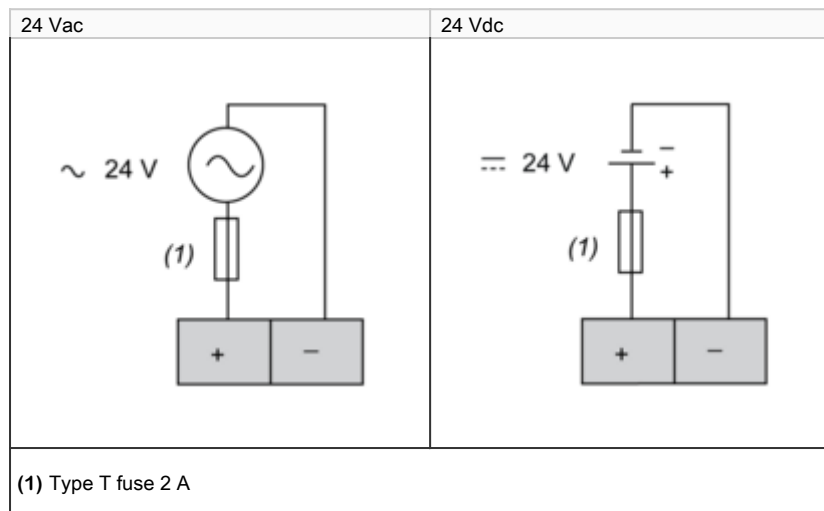 24 Vac
24 Vdc
~ 24 V
(1)
+ −
⎓ 24 V
−
+
(1)
+ −
(1) Type T fuse 2 A